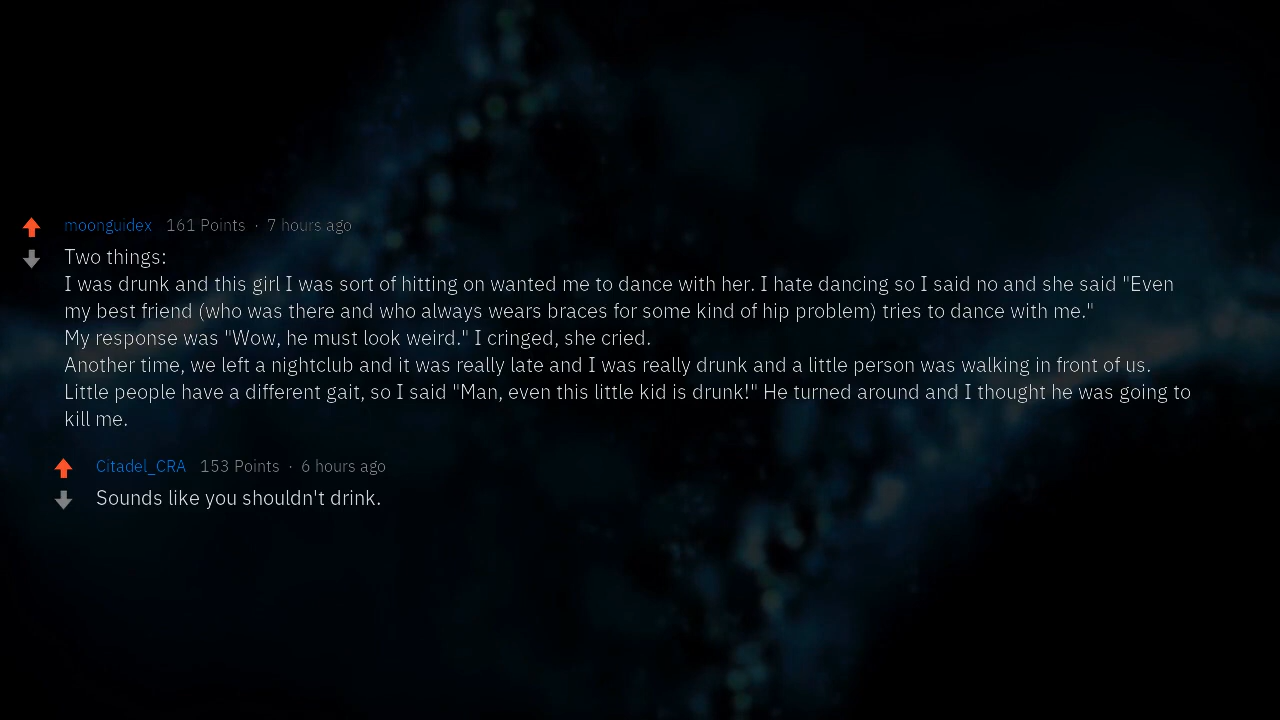 moonguidex 161 Points · 7 hours ago
Two things:
I was drunk and this girl I was sort of hitting on wanted me to dance with her. I hate dancing so I said no and she said "Even
my best friend (who was there and who always wears braces for some kind of hip problem) tries to dance with me."
My response was "Wow, he must look weird." I cringed, she cried.
Another time, we left a nightclub and it was really late and I was really drunk and a little person was walking in front of us.
Little people have a different gait, so I said "Man, even this little kid is drunk!" He turned around and I thought he was going to
kill me.
Citadel_CRA 153 Points · 6 hours ago
Sounds like you shouldn't drink.